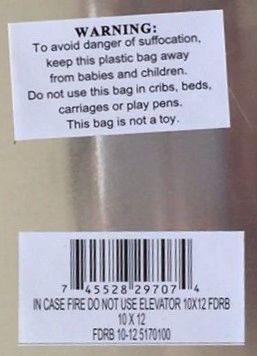 WARNING:
To avoid danger of suffocation,
keep this plastic bag away
from babies and children.
Do not use this bag in cribs, beds,
carriages or play pens.
This bag is not a toy.
7 45528 29707 4
IN CASE FIRE DO NOT USE ELEVATOR 10X12 FDRB
10 X 12
FDRB 10-12 5170100